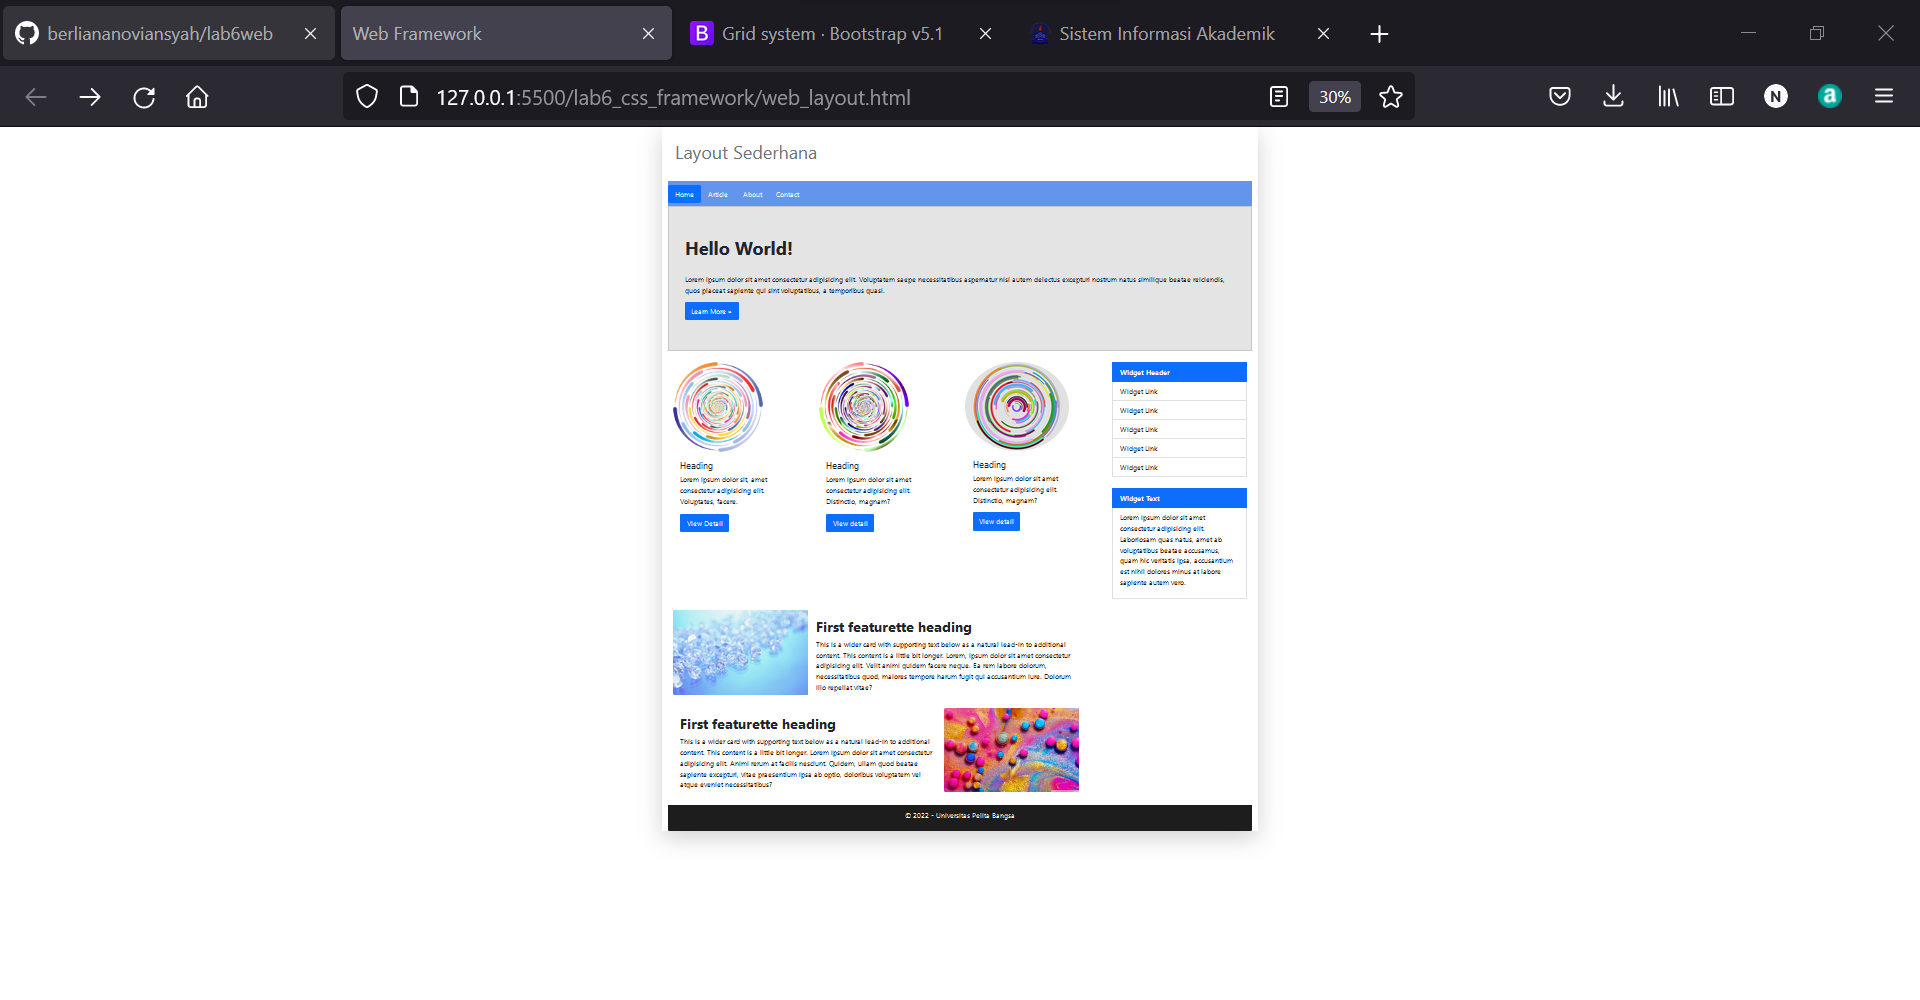 berliananoviansyah/lab6web
Web Framework
B Grid system · Bootstrap v5.1
Sistem Informasi Akademik
127.0.0.1:5500/lab6_css_framework/web_layout.html
30%
N
a
Layout Sederhana
Home Article About Contact
Hello World!
Lorem ipsum dolor sit amet consectetur adipisicing elit. Voluptatem saepe necessitatibus aspernatur nisi autem delectus excepturi nostrum natus similique beatae reiciendis,
quos placeat sapiente qui sint voluptatibus, a temporibus quasi.
Learn More »
Heading
Lorem ipsum dolor sit, amet
consectetur adipisicing elit.
Voluptates, facere.
View Detail
Heading
Lorem ipsum dolor sit amet
consectetur adipisicing elit.
Distinctio, magnam?
View detail
Heading
Lorem ipsum dolor sit amet
consectetur adipisicing elit.
Distinctio, magnam?
View detail
Widget Header
Widget Link
Widget Link
Widget Link
Widget Link
Widget Link
Widget Text
Lorem ipsum dolor sit amet
consectetur adipisicing elit.
Laboriosam quas natus, amet ab
voluptatibus beatae accusamus,
quam hic veritatis ipsa, accusantium
est nihil dolores minus at labore
sapiente autem vero.
First featurette heading
This is a wider card with supporting text below as a natural lead-in to additional
content. This content is a little bit longer. Lorem, ipsum dolor sit amet consectetur
adipisicing elit. Velit animi quidem facere neque. Ea rem labore dolorum,
necessitatibus quod, maiores tempore harum fugit qui accusantium iure. Dolorum
illo repellat vitae?
First featurette heading
This is a wider card with supporting text below as a natural lead-in to additional
content. This content is a little bit longer. Lorem ipsum dolor sit amet consectetur
adipisicing elit. Animi rerum at facilis nesciunt. Quidem, ullam quod beatae
sapiente excepturi, vitae praesentium ipsa ab optio, doloribus voluptatem vel
atque eveniet necessitatibus?
© 2022 - Universitas Pelita Bangsa